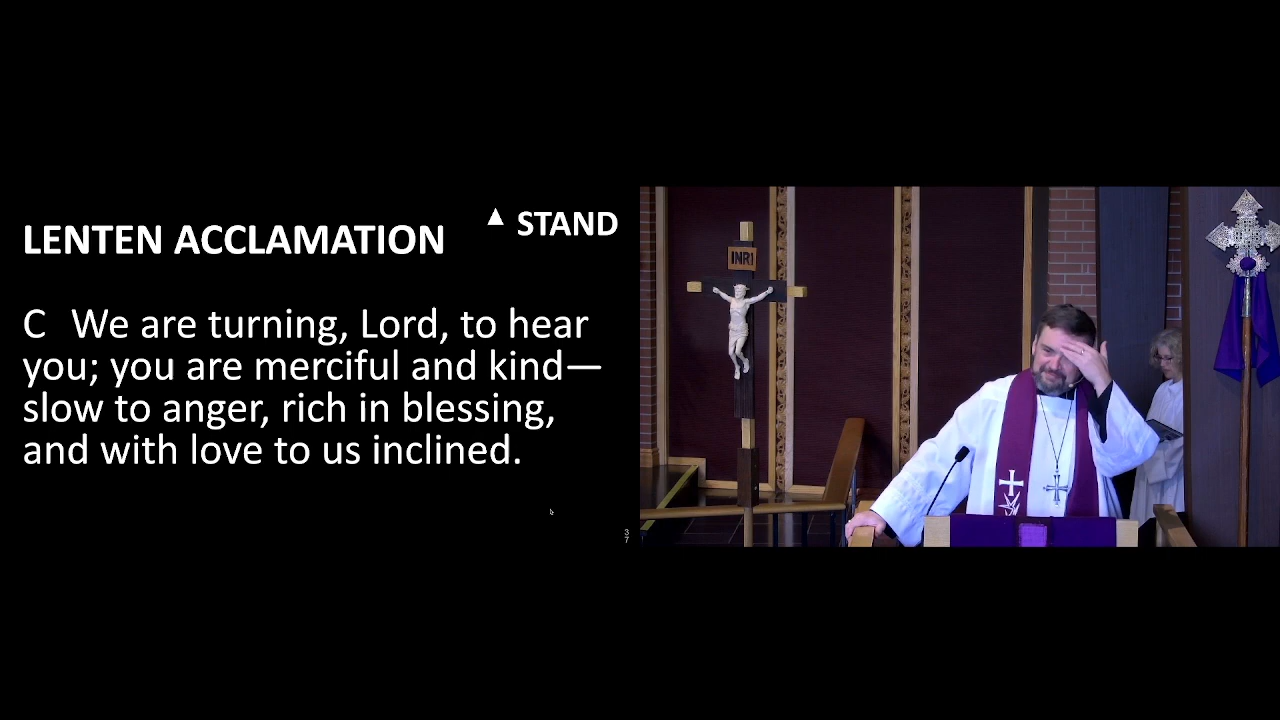 LENTEN ACCLAMATION
▲ STAND
C We are turning, Lord, to hear
you; you are merciful and kind—
slow to anger, rich in blessing,
and with love to us inclined.
37
INRI